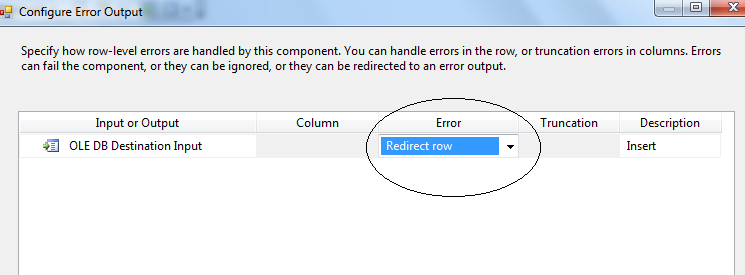 Configure Error Output
Specify how row-level errors are handled by this component. You can handle errors in the row, or truncation errors in columns. Errors
can fail the component, or they can be ignored, or they can be redirected to an error output.
Input or Output Column Error Truncation Description
OLE DB Destination Input Redirect row Insert